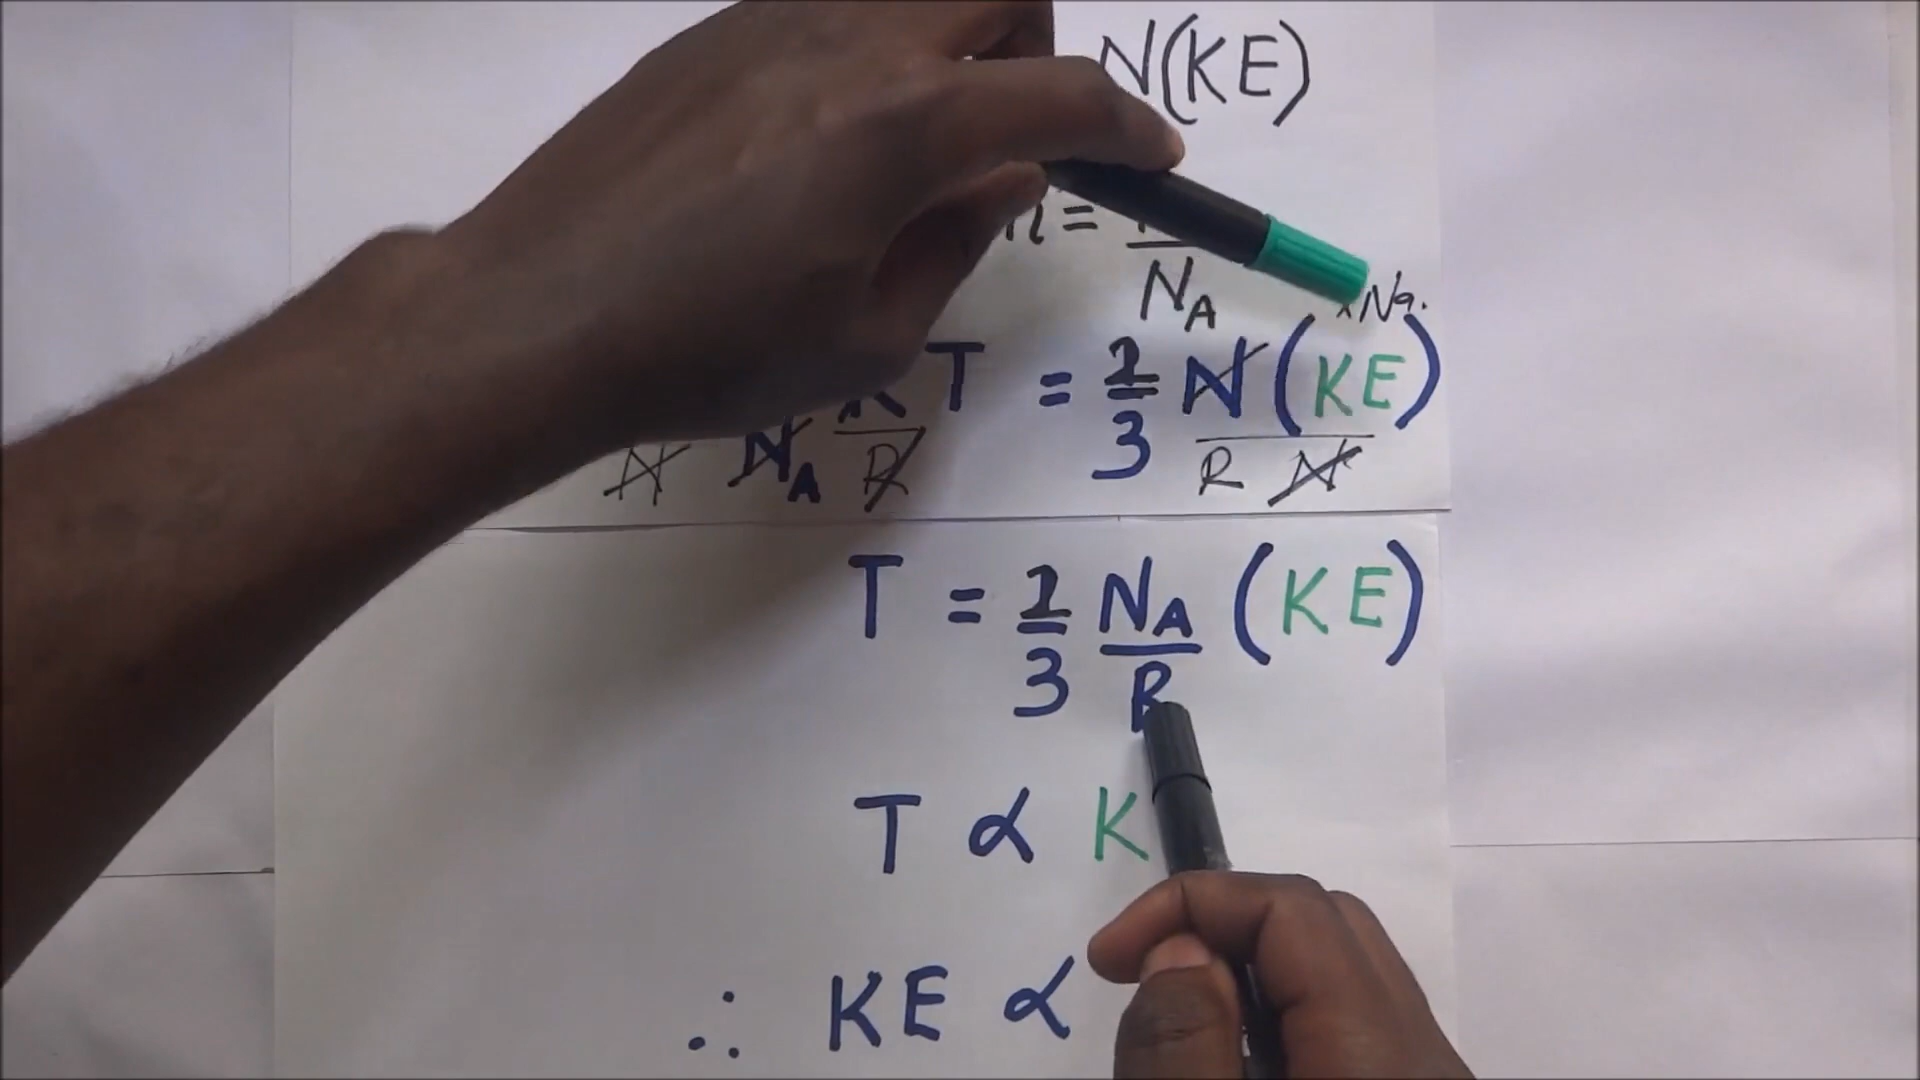 N(KE)
n =
N_A
×Na.
T = 2/3 N (KE)
N N_A R R N
T = 2/3 N_A/R (KE)
T α K
∴ KE α